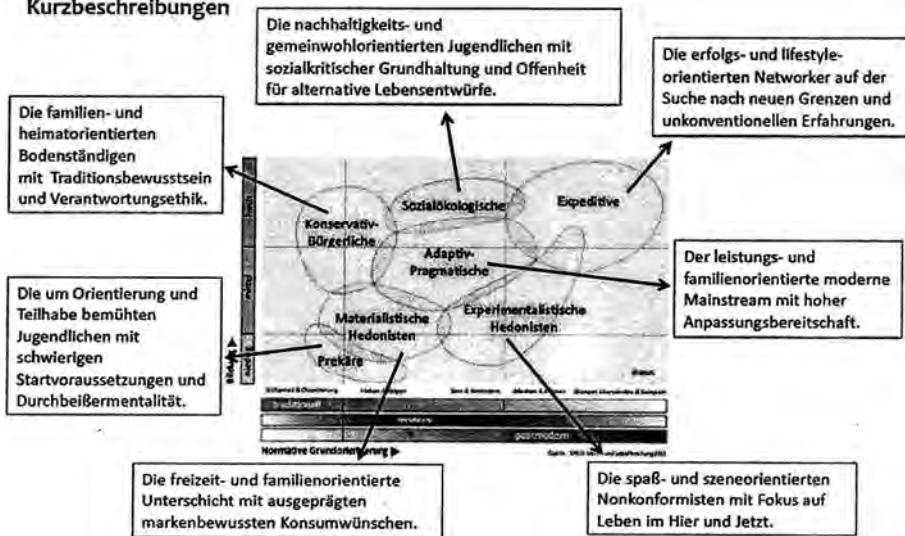 Kurzbeschreibungen
Die nachhaltigkeits- und
gemeinwohlorientierten Jugendlichen mit
sozialkritischer Grundhaltung und Offenheit
für alternative Lebensentwürfe.
Die erfolgs- und lifestyle-
orientierten Networker auf der
Suche nach neuen Grenzen und
unkonventionellen Erfahrungen.
Die familien- und
heimatorientierten
Bodenständigen
mit Traditionsbewusstsein
und Verantwortungsethik.
Sozialökologische
Expeditive
Konservativ-
Bürgerliche
Adaptiv-
Pragmatische
Der leistungs- und
familienorientierte moderne
Mainstream mit hoher
Anpassungsbereitschaft.
Die um Orientierung und
Teilhabe bemühten
Jugendlichen mit
schwierigen
Startvoraussetzungen und
Durchbeißermentalität.
Materialistische
Hedonisten
Experimentalistische
Hedonisten
Prekäre
traditionell
modern
postmodern
Normative Grundorientierung ▶
Die freizeit- und familienorientierte
Unterschicht mit ausgeprägten
markenbewussten Konsumwünschen.
Die spaß- und szeneorientierten
Nonkonformisten mit Fokus auf
Leben im Hier und Jetzt.